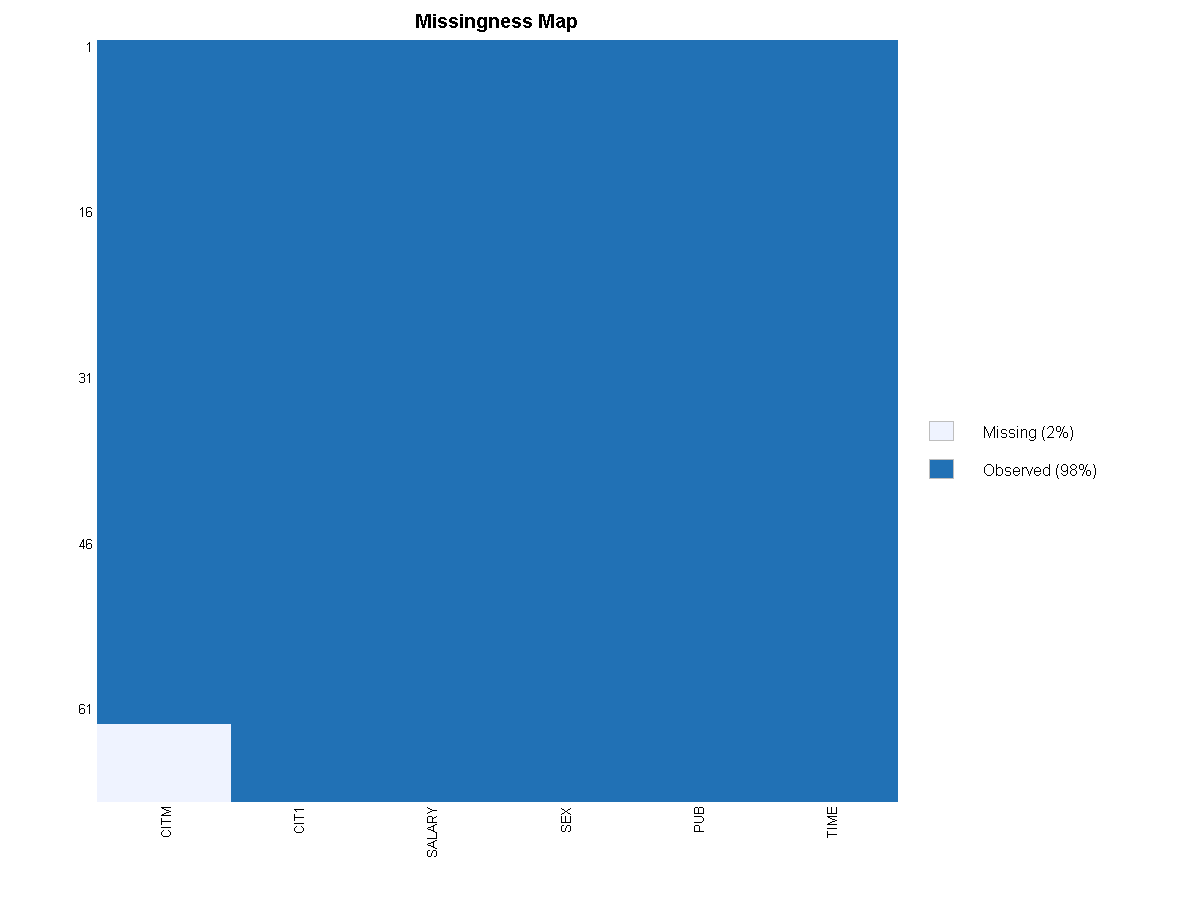 Missingness Map
1
16
31
46
61
Missing (2%)
Observed (98%)
CITM
CIT1
SALARY
SEX
PUB
TIME